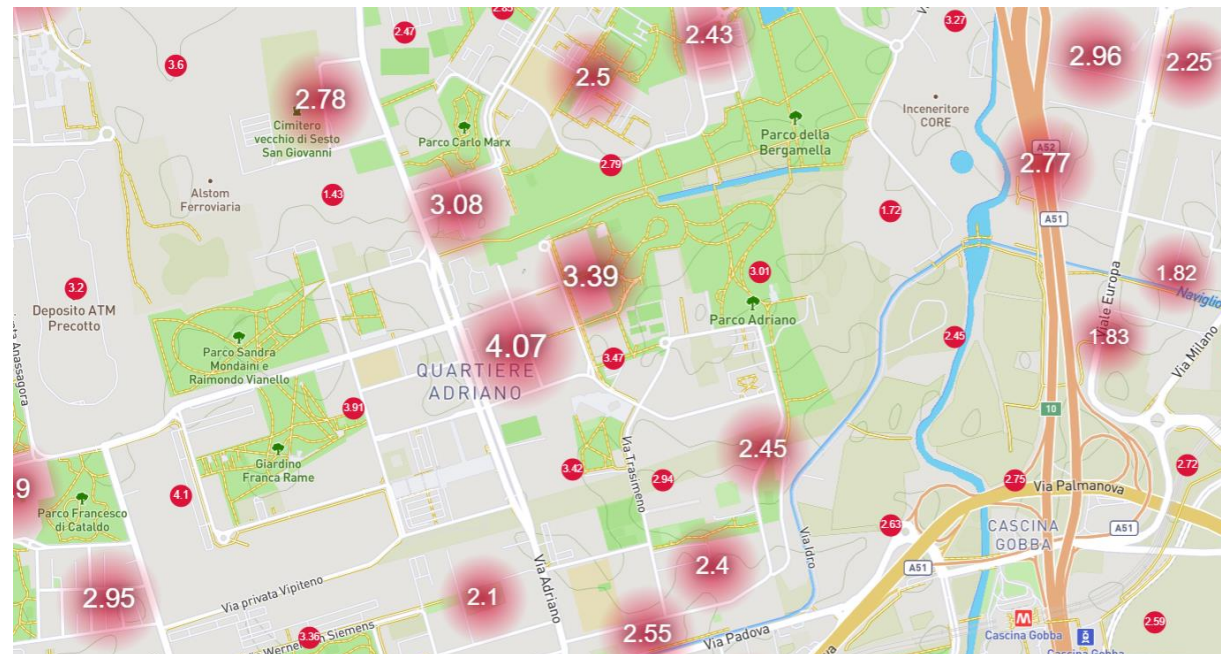 2.83
2.43
3.27
2.47
2.96
2.25
3.6
2.5
2.78
Inceneritore
CORE
Cimitero
vecchio di Sesto
San Giovanni
Parco Carlo Marx
Parco della
Bergamella
A52
2.77
2.79
Alstom
Ferroviaria
1.43
3.08
1.72
A51
3.39
3.01
1.82
3.2
Deposito ATM
Precotto
Naviglio
Viale Europa
Parco Adriano
Parco Sandra
Mondaini e
Raimondo Vianello
4.07
3.47
2.45
1.83
Via Milano
QUARTIERE
ADRIANO
3.91
10
Giardino
Franca Rame
3.42
Via Trasimeno
2.94
2.45
2.72
.9
4.1
2.75
Via Palmanova
Parco Francesco
di Cataldo
2.63
CASCINA
GOBBA
A51
Via Idro
2.4
A51
2.95
Via privata Vipiteno
2.1
Via Adriano
3.36
Siemens
2.55
Via Padova
M
Cascina Gobba
2.59
Cascina Gobba